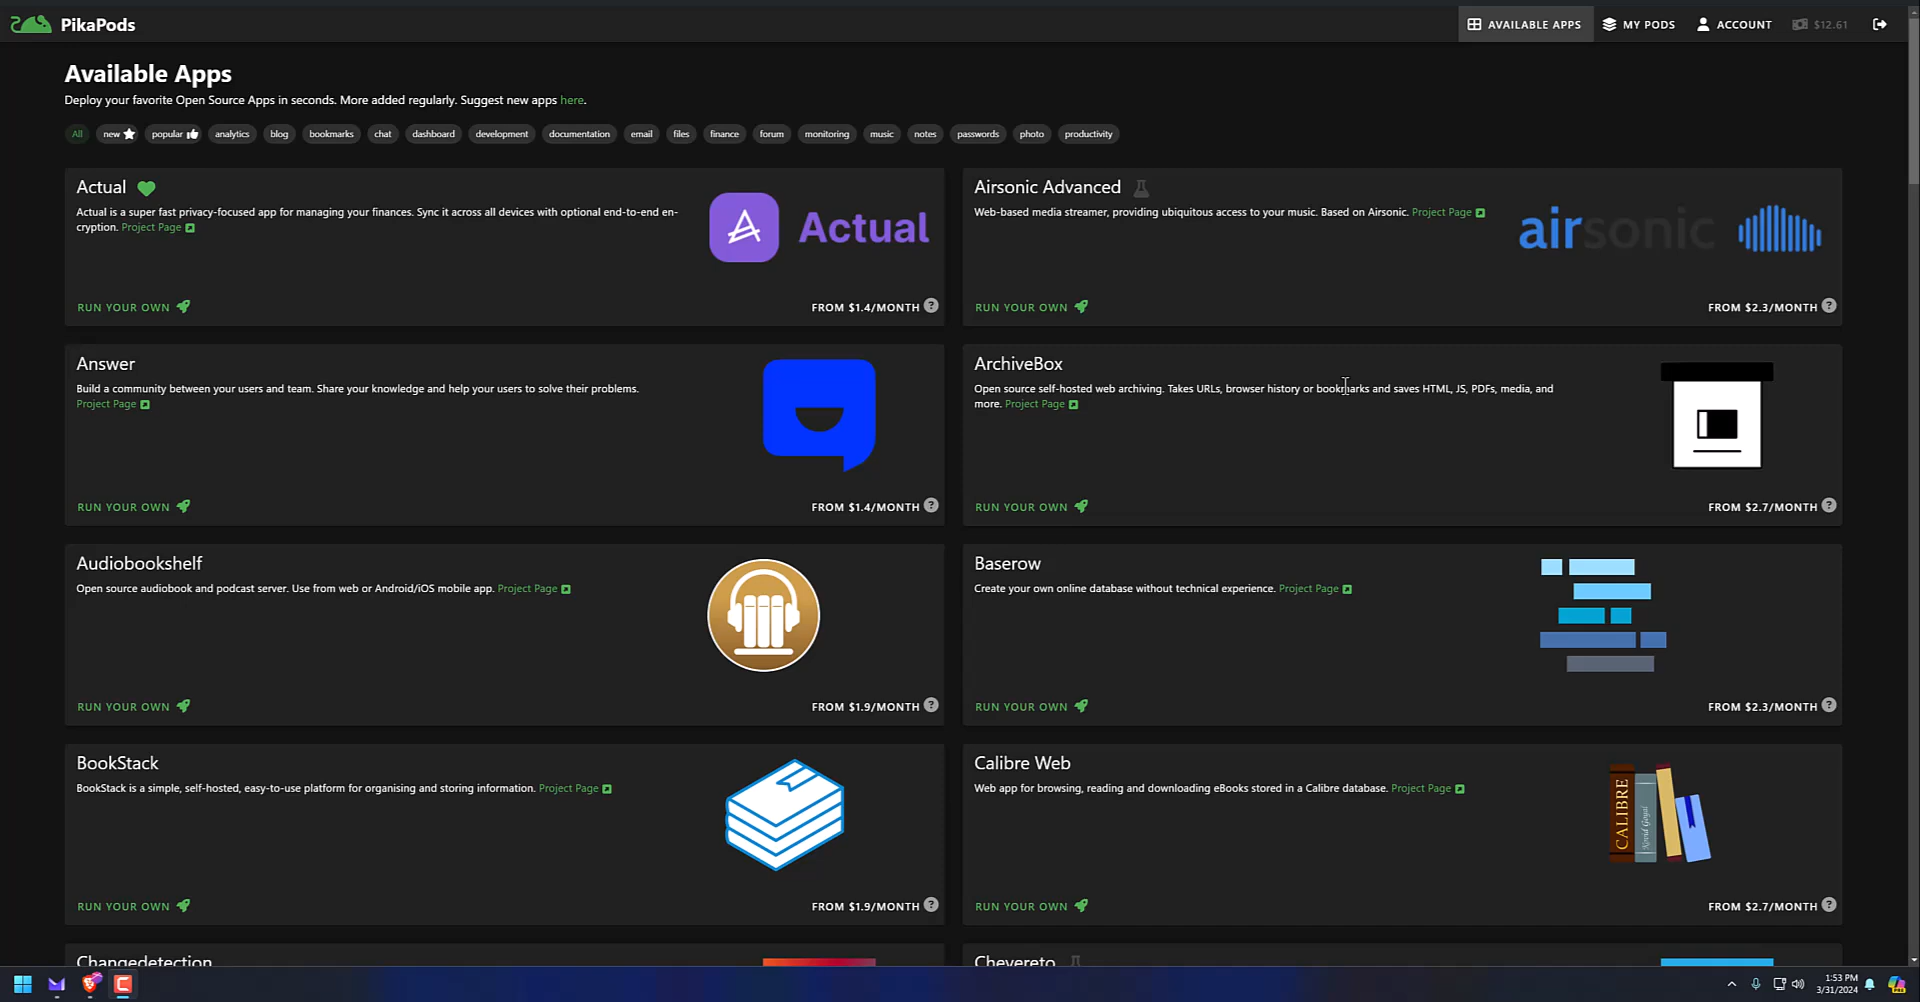 PikaPods
AVAILABLE APPS
MY PODS
ACCOUNT
$12.61
Available Apps
Deploy your favorite Open Source Apps in seconds. More added regularly. Suggest new apps here.
All
new
popular
analytics
blog
bookmarks
chat
dashboard
development
documentation
email
files
finance
forum
monitoring
music
notes
passwords
photo
productivity
Actual
Actual is a super fast privacy-focused app for managing your finances. Sync it across all devices with optional end-to-end en-
cryption. Project Page
Actual
RUN YOUR OWN
FROM $1.4/MONTH ?
Airsonic Advanced
Web-based media streamer, providing ubiquitous access to your music. Based on Airsonic. Project Page
airsonic
RUN YOUR OWN
FROM $2.3/MONTH ?
Answer
Build a community between your users and team. Share your knowledge and help your users to solve their problems.
Project Page
RUN YOUR OWN
FROM $1.4/MONTH ?
ArchiveBox
Open source self-hosted web archiving. Takes URLs, browser history or bookmarks and saves HTML, JS, PDFs, media, and
more. Project Page
RUN YOUR OWN
FROM $2.7/MONTH ?
Audiobookshelf
Open source audiobook and podcast server. Use from web or Android/iOS mobile app. Project Page
RUN YOUR OWN
FROM $1.9/MONTH ?
Baserow
Create your own online database without technical experience. Project Page
RUN YOUR OWN
FROM $2.3/MONTH ?
BookStack
BookStack is a simple, self-hosted, easy-to-use platform for organising and storing information. Project Page
RUN YOUR OWN
FROM $1.9/MONTH ?
Calibre Web
Web app for browsing, reading and downloading eBooks stored in a Calibre database. Project Page
CALIBRE
Kovid Goyal
RUN YOUR OWN
FROM $2.7/MONTH ?
Changedetection
Chevereto
1:53 PM
3/31/2024